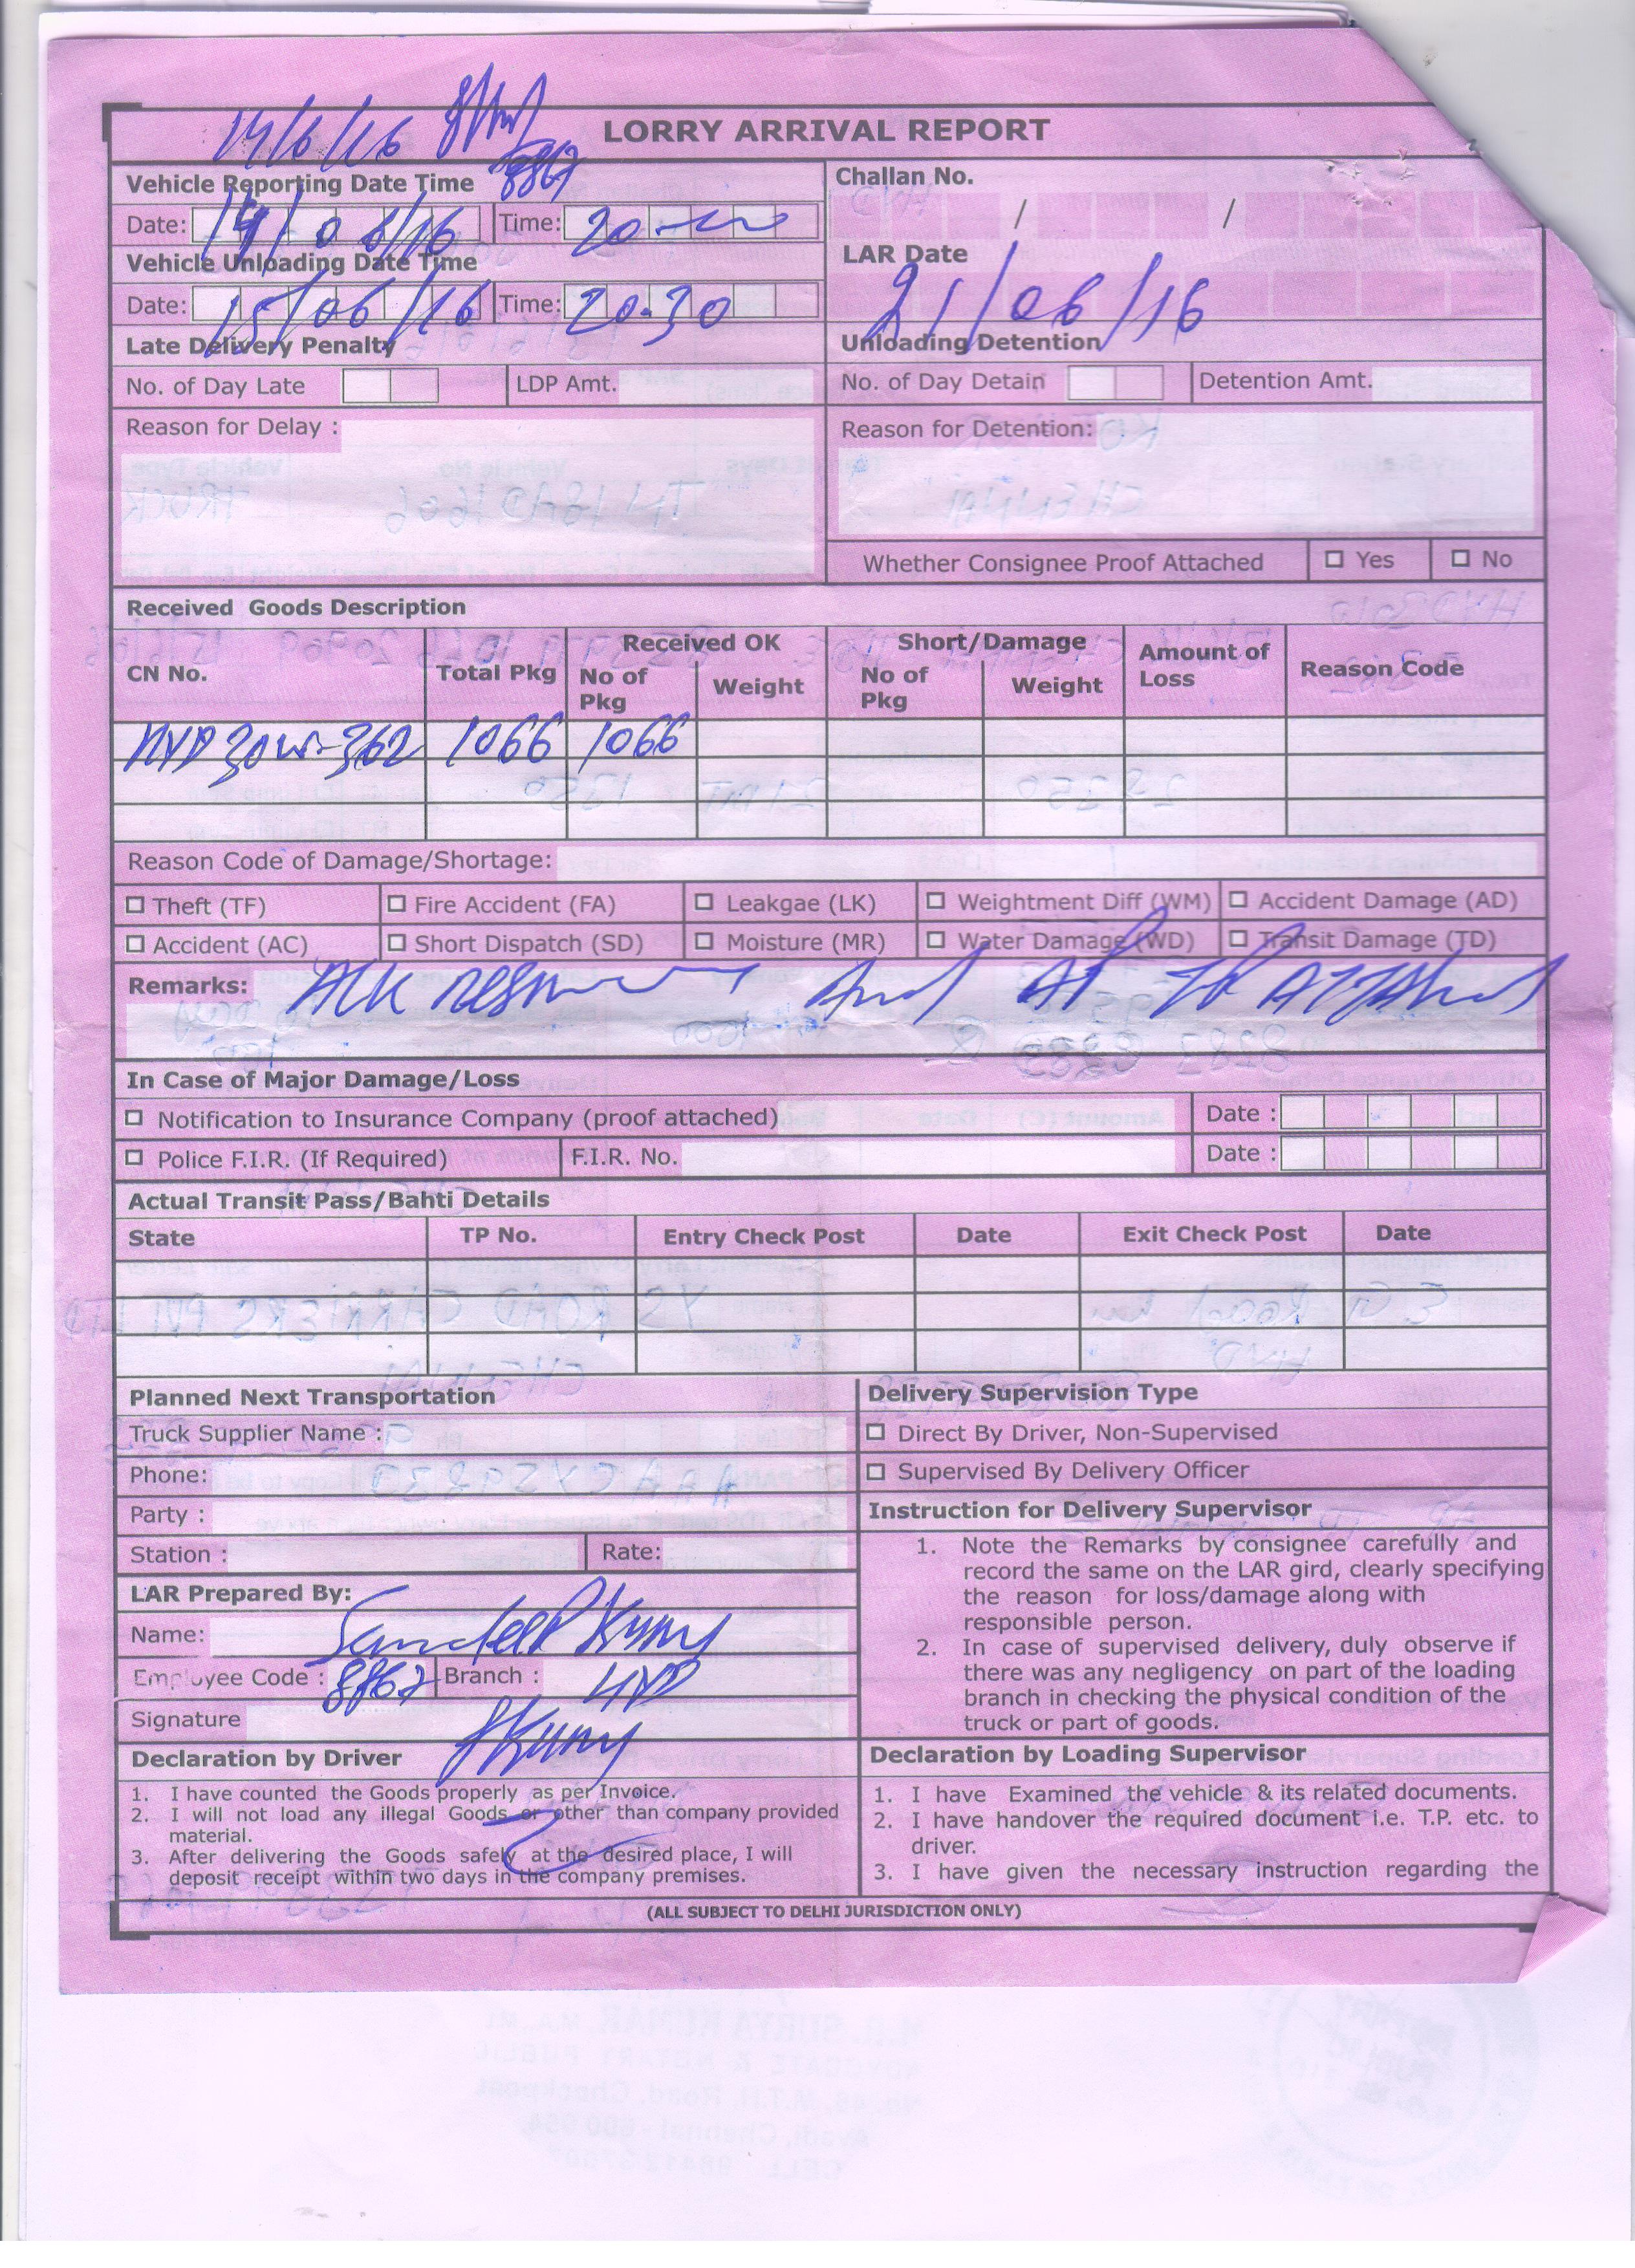 14/6/16
LORRY ARRIVAL REPORT
8867
Vehicle Reporting Date Time
Challan No.
Date: 14/06/16 Time: 20-
/ /
Vehicle Unloading Date Time
LAR Date
Date: 15/06/16 Time: 20.30
21/06/16
Late Delivery Penalty
Unloading Detention
No. of Day Late LDP Amt.
No. of Day Detain Detention Amt.
Reason for Delay :
Reason for Detention:
Whether Consignee Proof Attached Yes No
Received Goods Description
Received OK Short/Damage
CN No. Total Pkg No of Pkg Weight No of Pkg Weight Amount of Loss Reason Code
1066 1066
Reason Code of Damage/Shortage:
Theft (TF) Fire Accident (FA) Leakgae (LK) Weightment Diff (WM) Accident Damage (AD)
Accident (AC) Short Dispatch (SD) Moisture (MR) Water Damage (WD) Transit Damage (TD)
Remarks:
In Case of Major Damage/Loss
Notification to Insurance Company (proof attached) Date :
Police F.I.R. (If Required) F.I.R. No. Date :
Actual Transit Pass/Bahti Details
State TP No. Entry Check Post Date Exit Check Post Date
Planned Next Transportation
Delivery Supervision Type
Truck Supplier Name :
Direct By Driver, Non-Supervised
Phone:
Supervised By Delivery Officer
Party :
Station : Rate:
LAR Prepared By:
Name: Sandeep Kumar
Employee Code : 8867 Branch : HYD
Signature
Instruction for Delivery Supervisor
1. Note the Remarks by consignee carefully and
record the same on the LAR gird, clearly specifying
the reason for loss/damage along with
responsible person.
2. In case of supervised delivery, duly observe if
there was any negligency on part of the loading
branch in checking the physical condition of the
truck or part of goods.
Declaration by Driver
1. I have counted the Goods properly as per Invoice.
2. I will not load any illegal Goods or other than company provided
material.
3. After delivering the Goods safely at the desired place, I will
deposit receipt within two days in the company premises.
Declaration by Loading Supervisor
1. I have Examined the vehicle & its related documents.
2. I have handover the required document i.e. T.P. etc. to
driver.
3. I have given the necessary instruction regarding the
(ALL SUBJECT TO DELHI JURISDICTION ONLY)